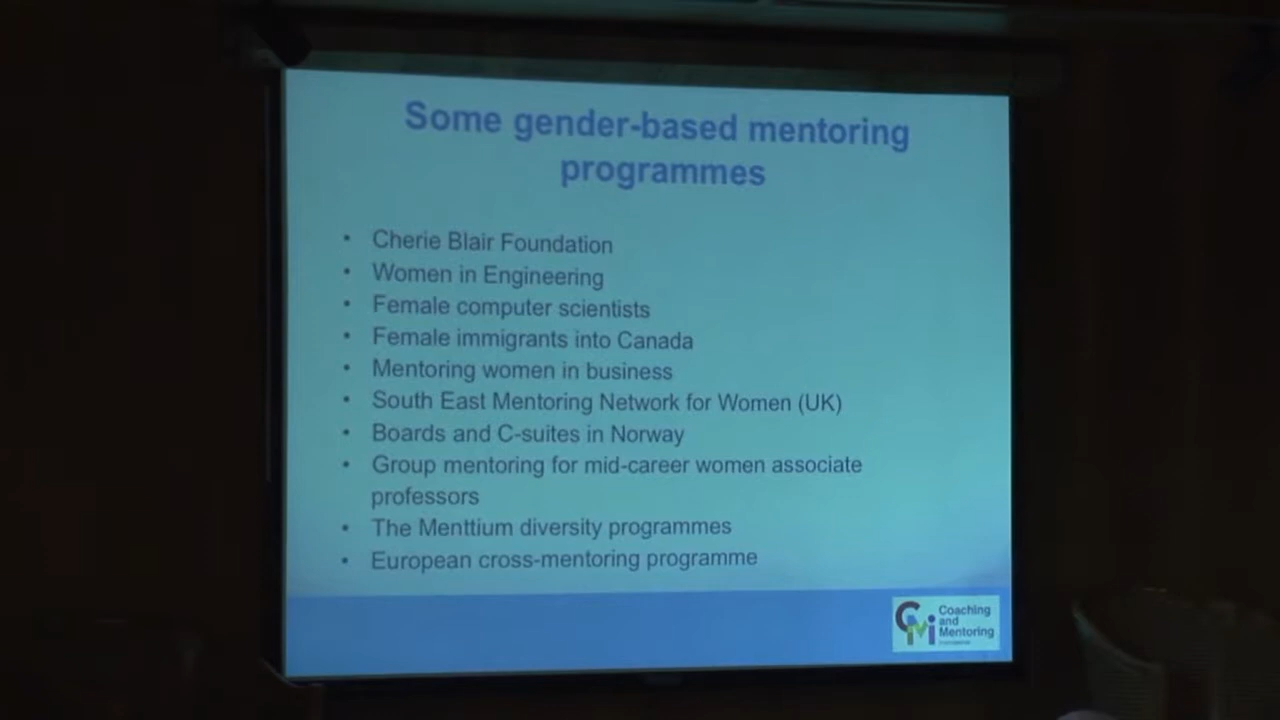 Some gender-based mentoring
programmes
• Cherie Blair Foundation
• Women in Engineering
• Female computer scientists
• Female immigrants into Canada
• Mentoring women in business
• South East Mentoring Network for Women (UK)
• Boards and C-suites in Norway
• Group mentoring for mid-career women associate
professors
• The Menttium diversity programmes
• European cross-mentoring programme
CMi
Coaching
and
Mentoring